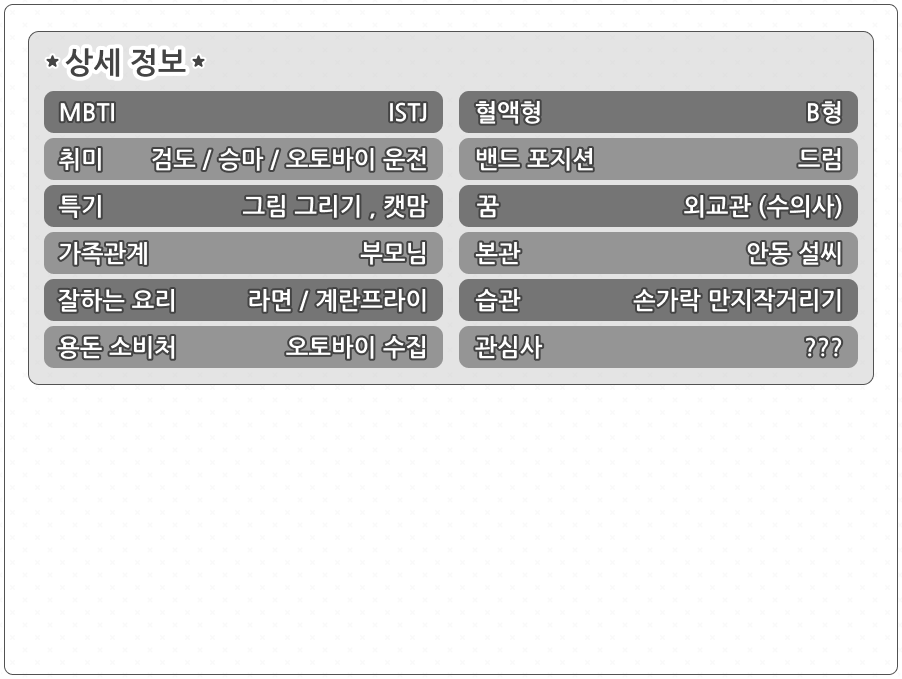 ★상세 정보★
MBTI ISTJ
혈액형 B형
취미 검도 / 승마 / 오토바이 운전
밴드 포지션 드럼
특기 그림 그리기 , 캣맘
꿈 외교관 (수의사)
가족관계 부모님
본관 안동 설씨
잘하는 요리 라면 / 계란프라이
습관 손가락 만지작거리기
용돈 소비처 오토바이 수집
관심사 ???